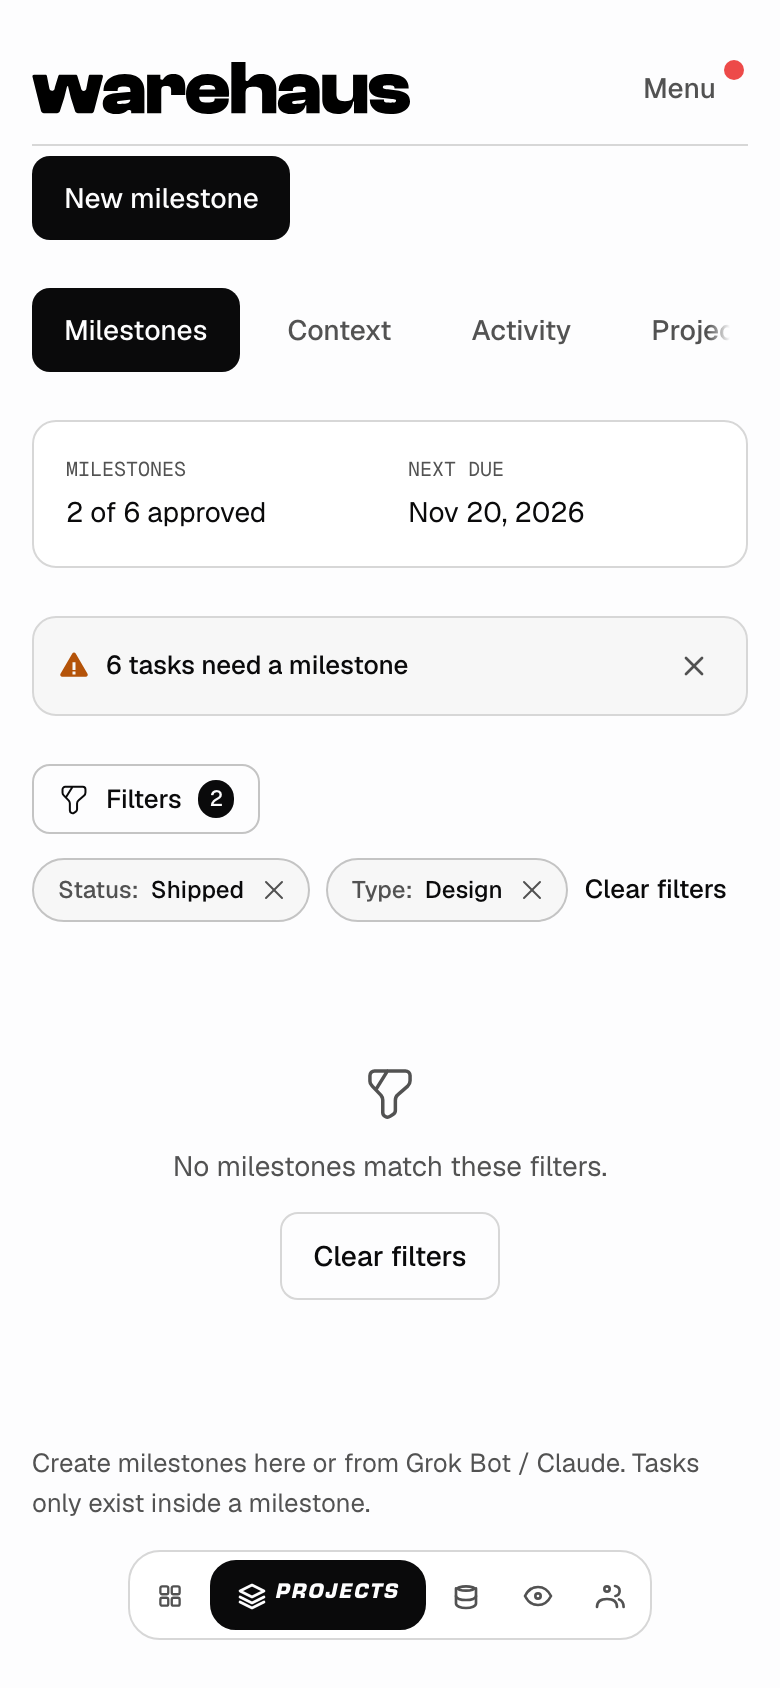 warehaus
Menu
New milestone
Milestones Context Activity Projec
MILESTONES NEXT DUE
2 of 6 approved Nov 20, 2026
6 tasks need a milestone
Filters 2
Status: Shipped Type: Design Clear filters
No milestones match these filters.
Clear filters
Create milestones here or from Grok Bot / Claude. Tasks
only exist inside a milestone.
PROJECTS